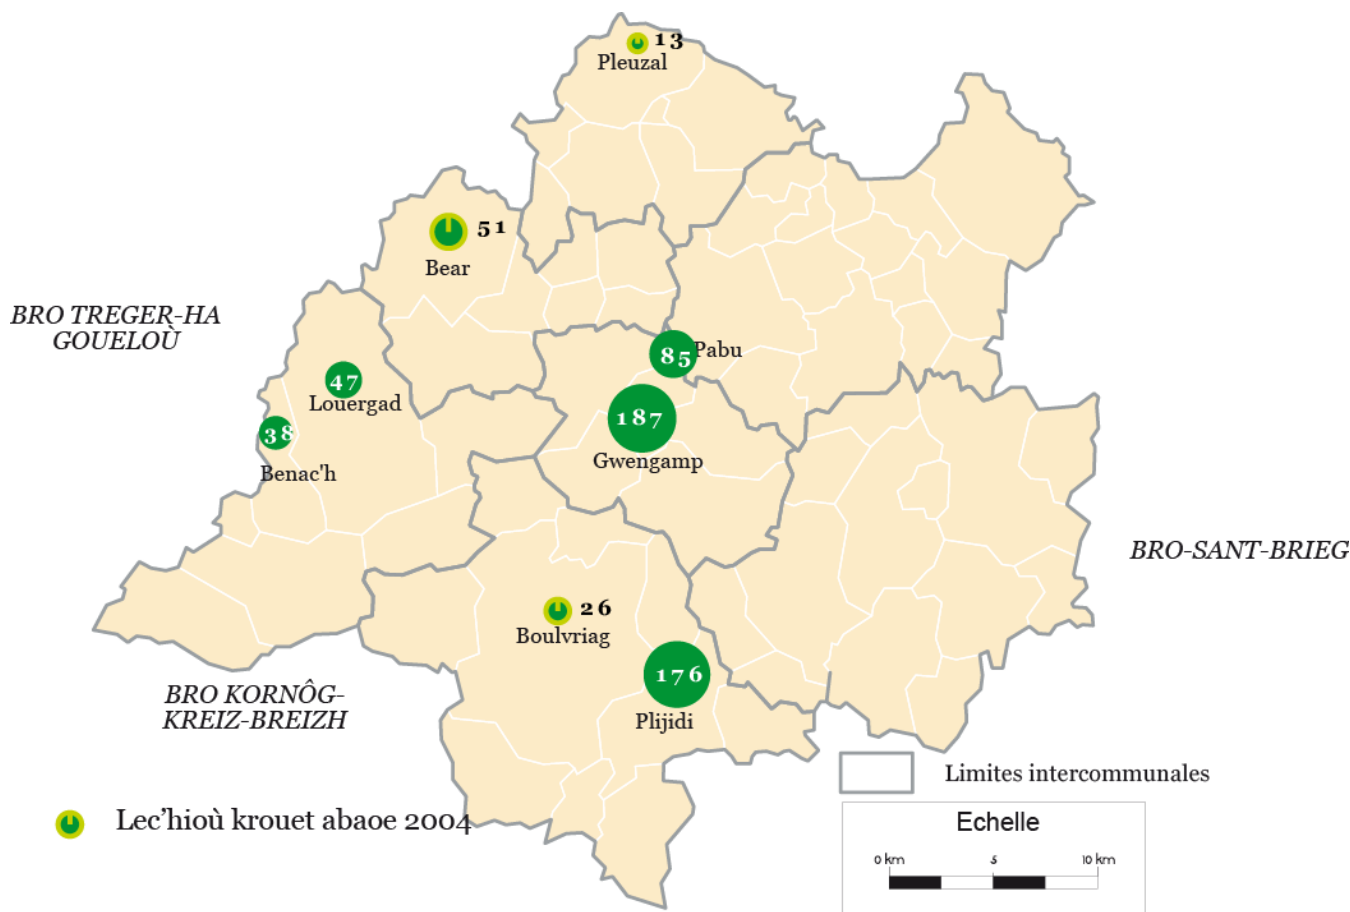 13
Pleuzal
51
Bear
BRO TREGER-HA
GOUELOÙ
85
Pabu
47
Louergad
187
38
Gwengamp
Benac'h
BRO-SANT-BRIEG
26
Boulvriag
176
BRO KORNÔG-
KREIZ-BREIZH
Plijidi
Limites intercommunales
Lec’hioù krouet abaoe 2004
Echelle
0 km 5 10 km